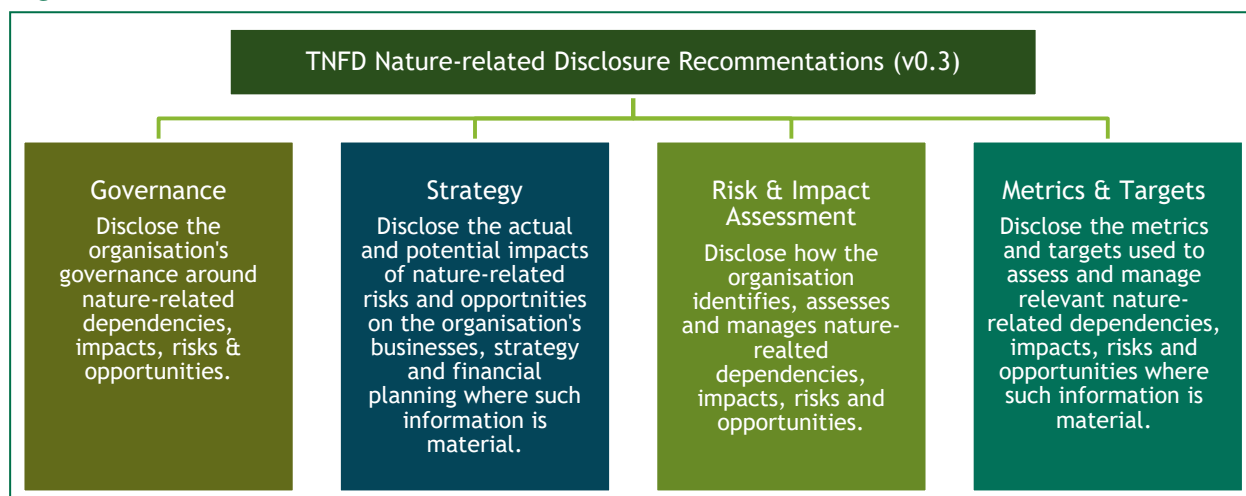 TNFD Nature-related Disclosure Recommentations (v0.3)
Governance
Disclose the
organisation's
governance around
nature-related
dependencies,
impacts, risks &
opportunities.
Strategy
Disclose the actual
and potential impacts
of nature-related
risks and opportnities
on the organisation's
businesses, strategy
and financial
planning where such
information is
material.
Risk & Impact
Assessment
Disclose how the
organisation
identifies, assesses
and manages nature-
realted
dependencies,
impacts, risks and
opportunities.
Metrics & Targets
Disclose the metrics
and targets used to
assess and manage
relevant nature-
related dependencies,
impacts, risks and
opportunities where
such information is
material.